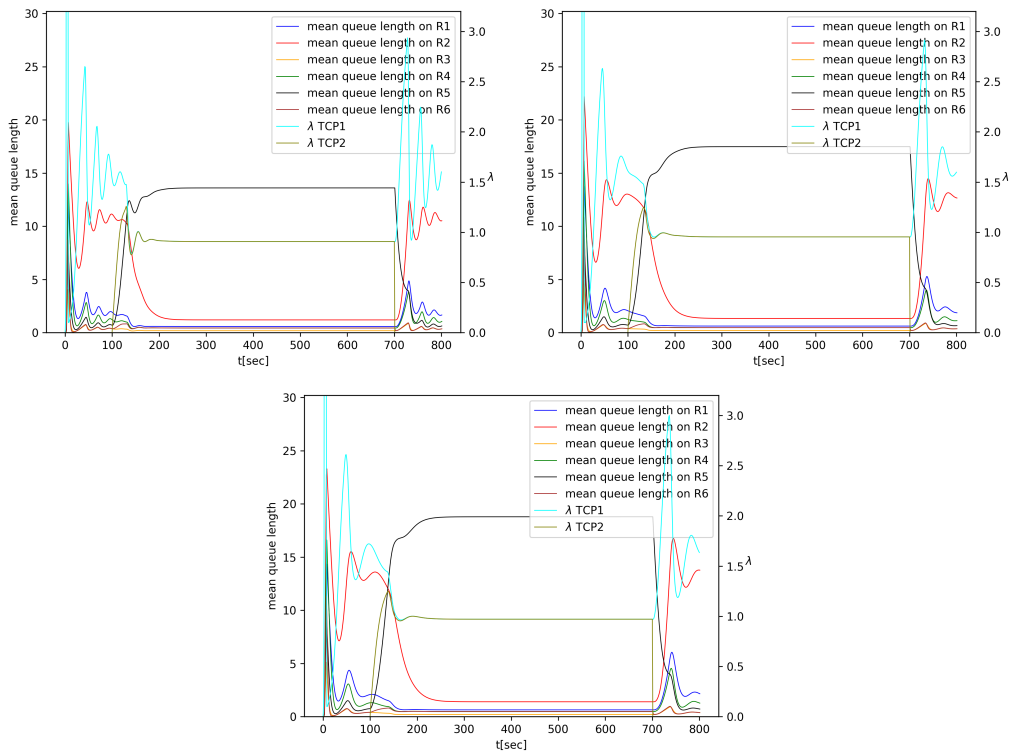 30
25
20
15
10
5
0
mean queue length
0 100 200 300 400 500 600 700 800
t[sec]
3.0
2.5
2.0
1.5
1.0
0.5
0.0
λ
mean queue length on R1
mean queue length on R2
mean queue length on R3
mean queue length on R4
mean queue length on R5
mean queue length on R6
λ TCP1
λ TCP2
30
25
20
15
10
5
0
mean queue length
0 100 200 300 400 500 600 700 800
t[sec]
3.0
2.5
2.0
1.5
1.0
0.5
0.0
λ
mean queue length on R1
mean queue length on R2
mean queue length on R3
mean queue length on R4
mean queue length on R5
mean queue length on R6
λ TCP1
λ TCP2
30
25
20
15
10
5
0
mean queue length
0 100 200 300 400 500 600 700 800
t[sec]
3.0
2.5
2.0
1.5
1.0
0.5
0.0
λ
mean queue length on R1
mean queue length on R2
mean queue length on R3
mean queue length on R4
mean queue length on R5
mean queue length on R6
λ TCP1
λ TCP2